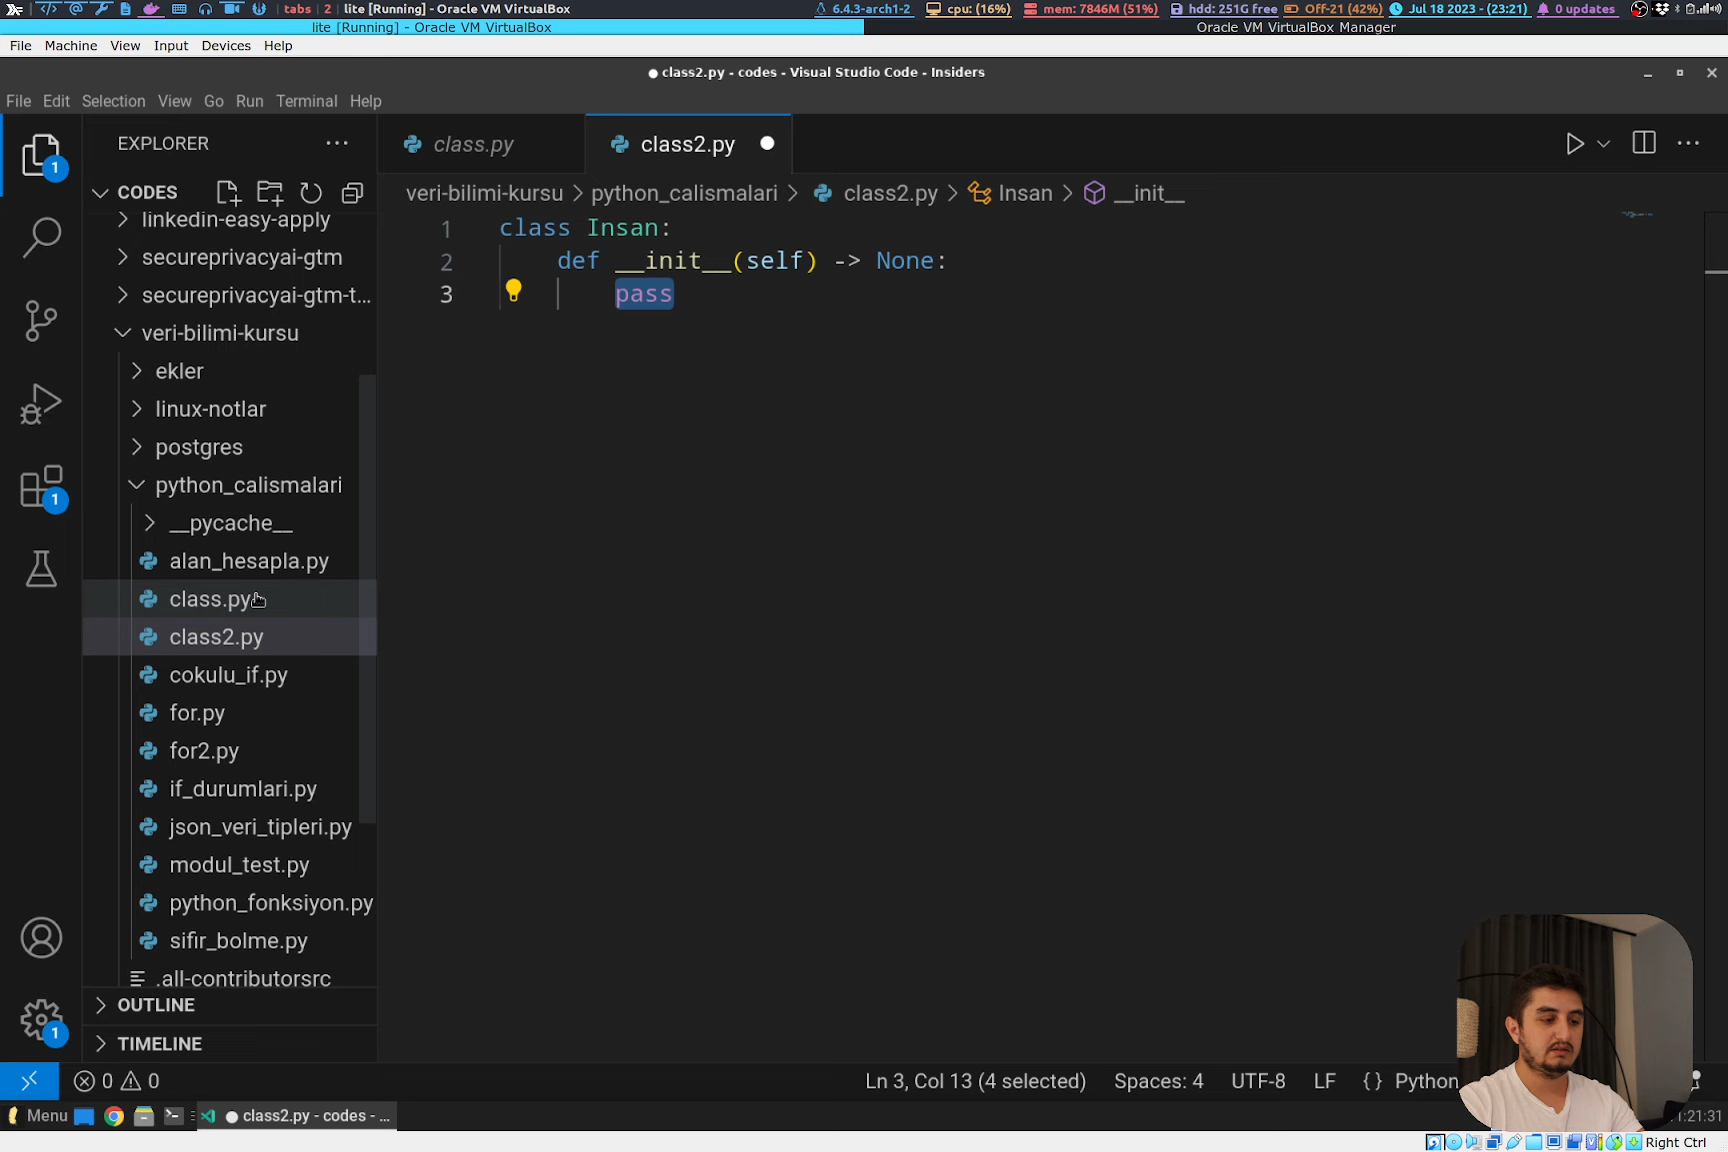 tabs 2 lite [Running] - Oracle VM VirtualBox 6.4.3-arch1-2 cpu: (16%) mem: 7846M (51%) hdd: 251G free Off-21 (42%) Jul 18 2023 - (23:21) 0 updates
lite [Running] - Oracle VM VirtualBox Oracle VM VirtualBox Manager
File Machine View Input Devices Help
class2.py - codes - Visual Studio Code - Insiders
File Edit Selection View Go Run Terminal Help
EXPLORER
class.py class2.py
CODES
veri-bilimi-kursu > python_calismalari > class2.py > Insan > __init__
linkedin-easy-apply
secureprivacyai-gtm
secureprivacyai-gtm-t...
veri-bilimi-kursu
ekler
linux-notlar
postgres
python_calismalari
__pycache__
alan_hesapla.py
class.py
class2.py
cokulu_if.py
for.py
for2.py
if_durumlari.py
json_veri_tipleri.py
modul_test.py
python_fonksiyon.py
sifir_bolme.py
.all-contributorsrc
OUTLINE
TIMELINE
1 class Insan:
2 def __init__(self) -> None:
3 pass
1
1
1
0 0 Ln 3, Col 13 (4 selected) Spaces: 4 UTF-8 LF {} Python
Menu class2.py - codes - ... 21:31
Right Ctrl